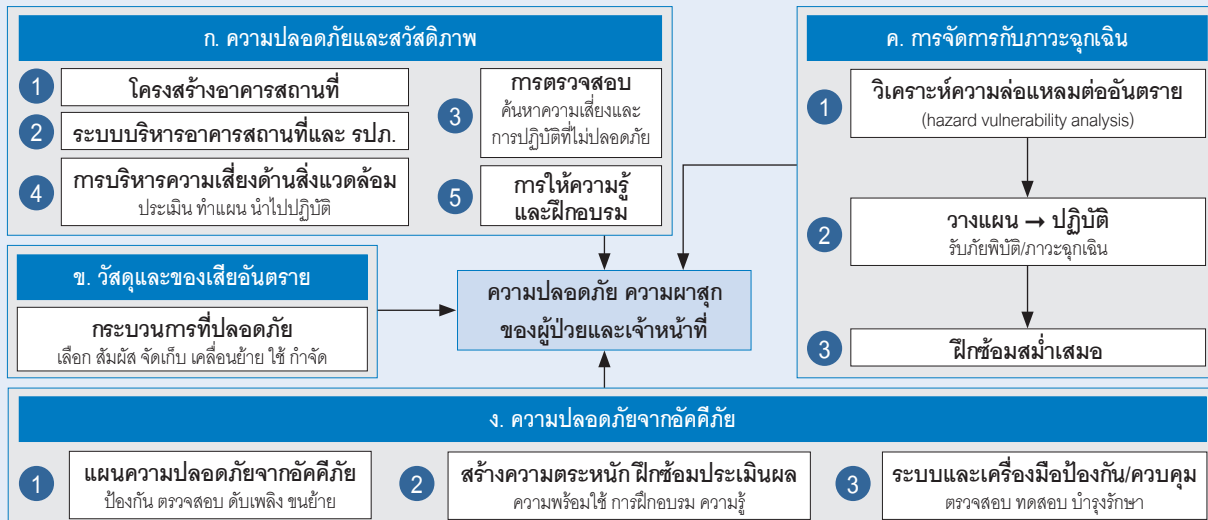 ก. ความปลอดภัยและสวัสดิภาพ
1
โครงสร้างอาคารสถานที่
2
ระบบบริหารอาคารสถานที่และ รปภ.
3
การตรวจสอบ
ค้นหาความเสี่ยงและ
การปฏิบัติที่ไม่ปลอดภัย
4
การบริหารความเสี่ยงด้านสิ่งแวดล้อม
ประเมิน ทำแผน นำไปปฏิบัติ
5
การให้ความรู้
และฝึกอบรม
ข. วัสดุและของเสียอันตราย
กระบวนการที่ปลอดภัย
เลือก สัมผัส จัดเก็บ เคลื่อนย้าย ใช้ กำจัด
ความปลอดภัย ความผาสุก
ของผู้ป่วยและเจ้าหน้าที่
ค. การจัดการกับภาวะฉุกเฉิน
1
วิเคราะห์ความล่อแหลมต่ออันตราย
(hazard vulnerability analysis)
2
วางแผน → ปฏิบัติ
รับภัยพิบัติ/ภาวะฉุกเฉิน
3
ฝึกซ้อมสม่ำเสมอ
ง. ความปลอดภัยจากอัคคีภัย
1
แผนความปลอดภัยจากอัคคีภัย
ป้องกัน ตรวจสอบ ดับเพลิง ขนย้าย
2
สร้างความตระหนัก ฝึกซ้อมประเมินผล
ความพร้อมใช้ การฝึกอบรม ความรู้
3
ระบบและเครื่องมือป้องกัน/ควบคุม
ตรวจสอบ ทดสอบ บำรุงรักษา